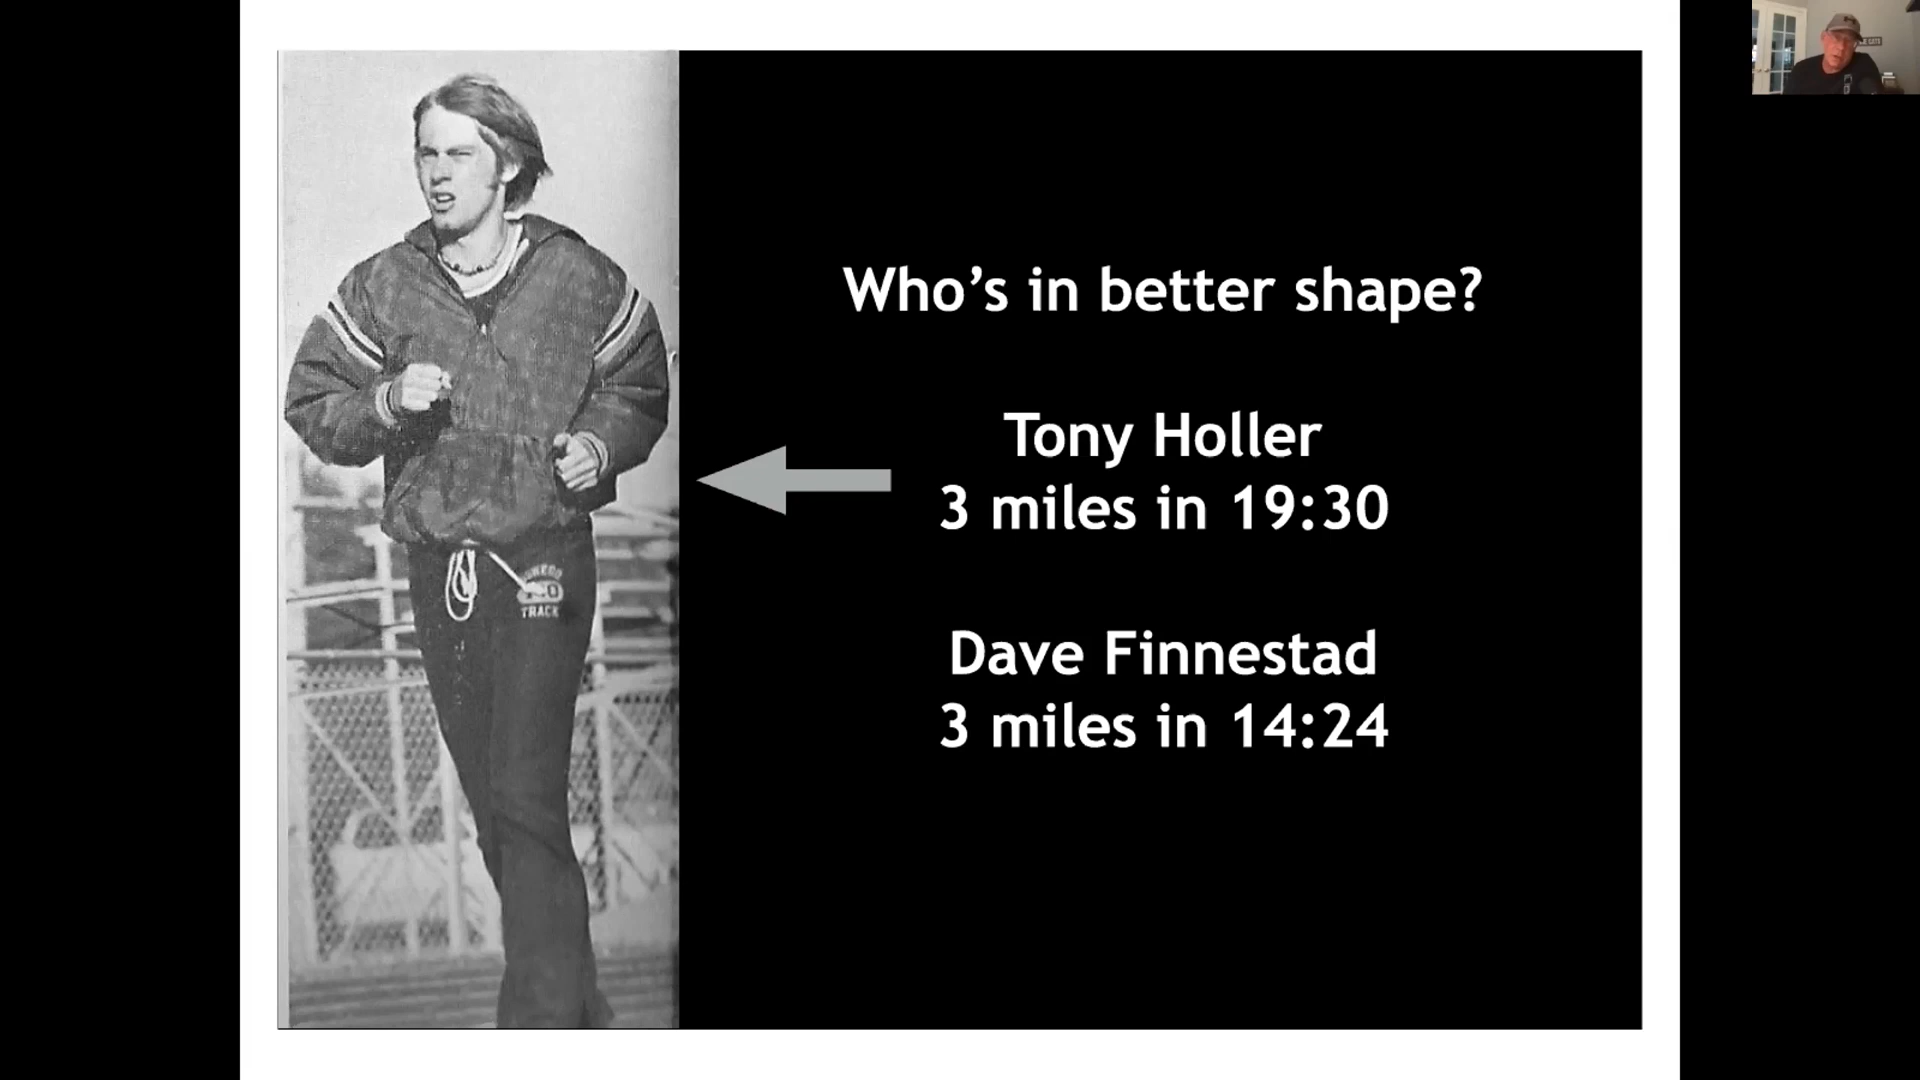 Who's in better shape?
Tony Holler
3 miles in 19:30
Dave Finnestad
3 miles in 14:24
TRACK